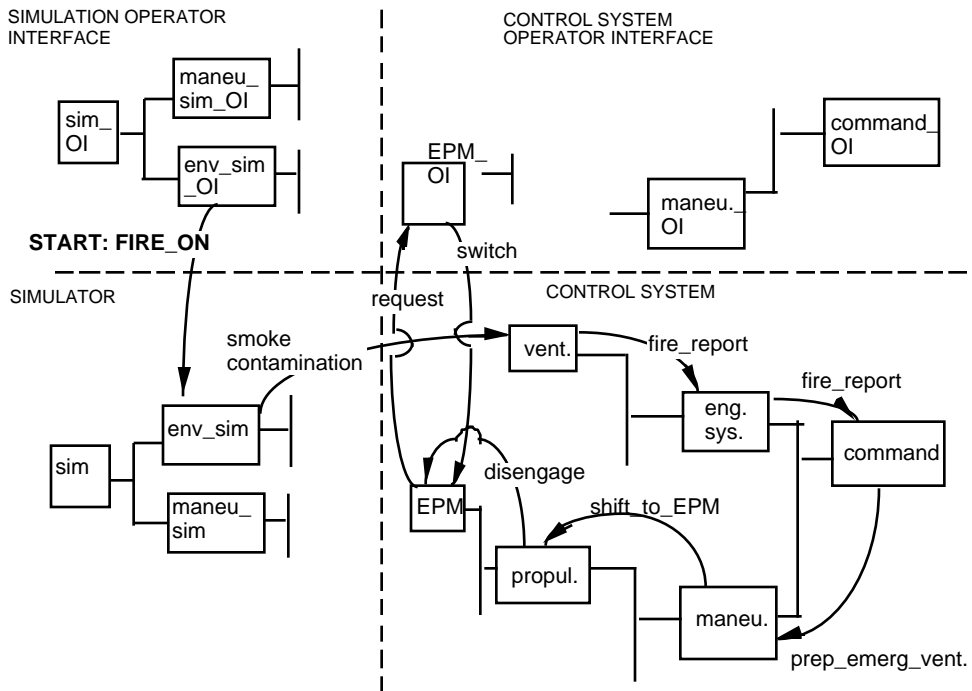 SIMULATION OPERATOR
INTERFACE
CONTROL SYSTEM
OPERATOR INTERFACE
maneu_
sim_OI
sim_
OI
env_sim
_OI
EPM_
OI
command_
OI
maneu._
OI
START: FIRE_ON
switch
SIMULATOR
request
CONTROL SYSTEM
smoke
contamination
vent.
fire_report
fire_report
env_sim
eng.
sys.
sim
command
disengage
EPM
shift_to_EPM
maneu_
sim
propul.
maneu.
prep_emerg_vent.